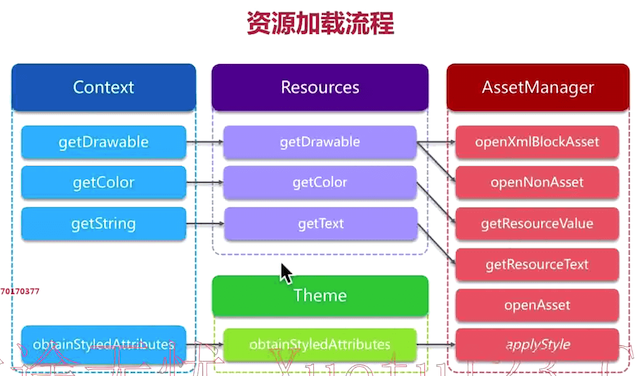 资源加载流程
Context
Resources
AssetManager
getDrawable
getDrawable
openXmlBlockAsset
getColor
getColor
openNonAsset
getString
getText
getResourceValue
getResourceText
70170377
Theme
openAsset
obtainStyledAttributes
obtainStyledAttributes
applyStyle